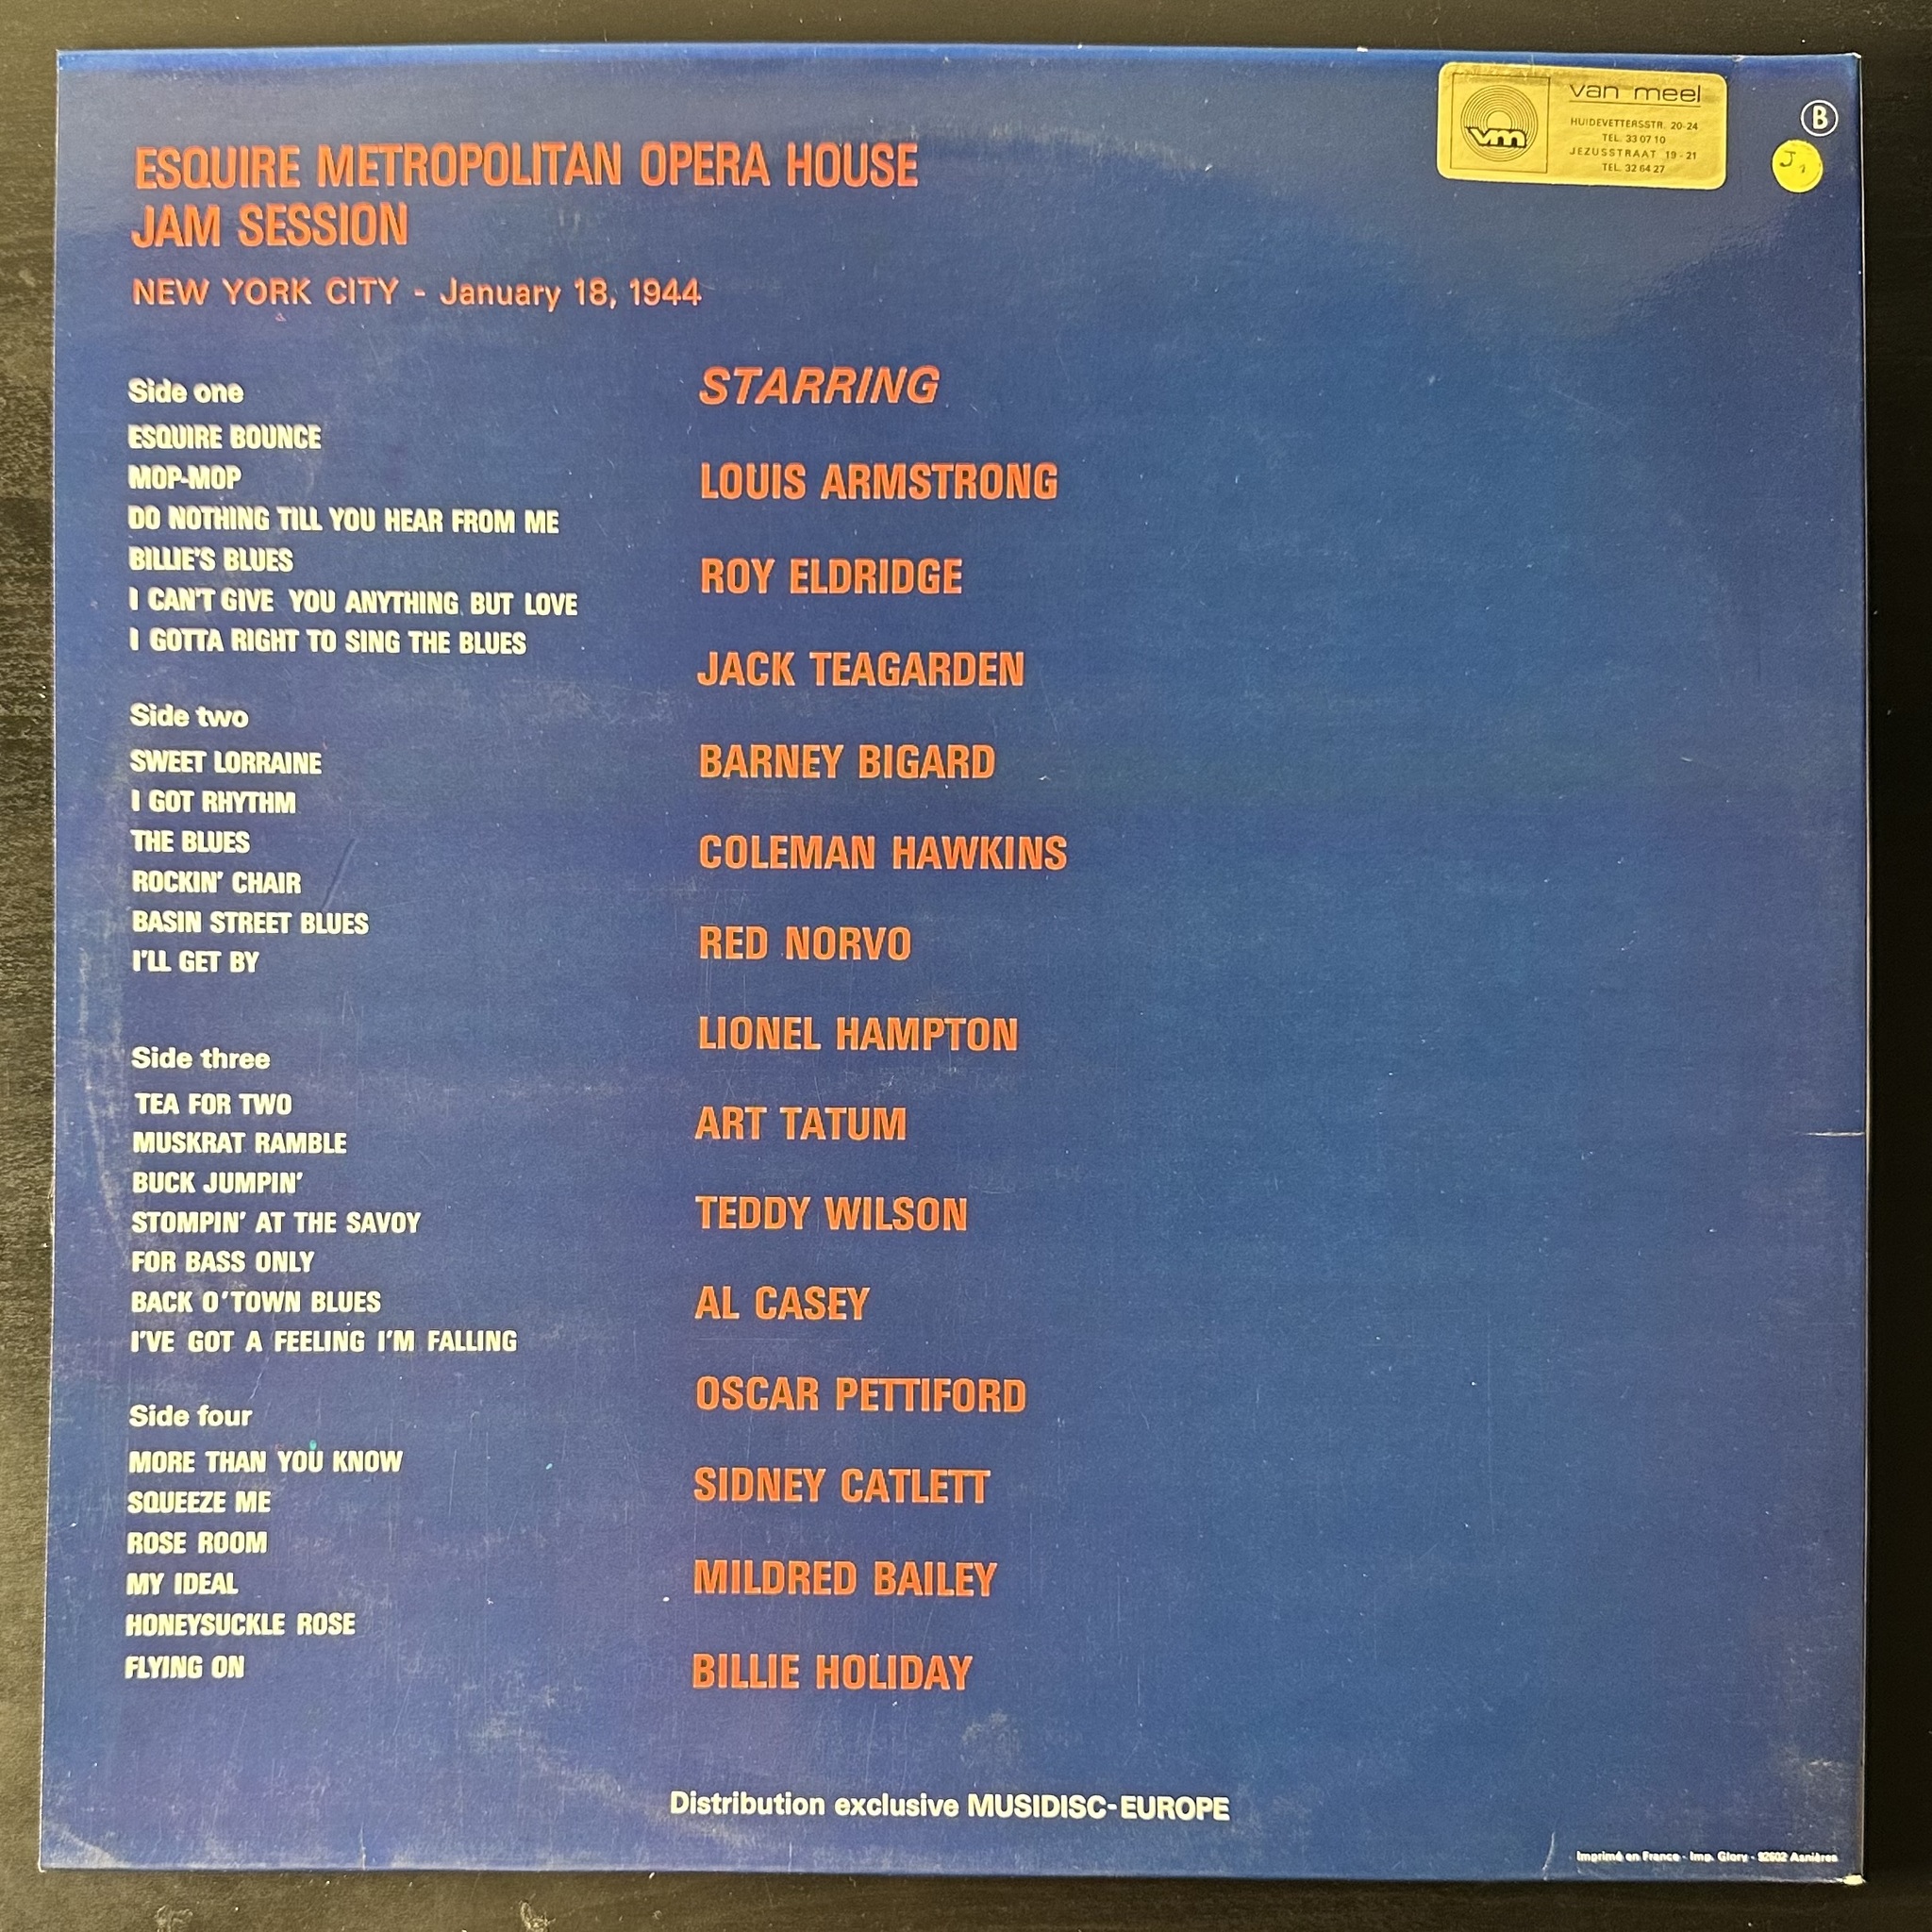 ESQUIRE METROPOLITAN OPERA HOUSE
JAM SESSION
NEW YORK CITY - January 18, 1944
vm
van meel
HUIDEVETTERSSTR. 20-24
TEL. 33 07 10
JEZUSSTRAAT 19-21
TEL. 32 64 27
B
Side one
ESQUIRE BOUNCE
MOP-MOP
DO NOTHING TILL YOU HEAR FROM ME
BILLIE'S BLUES
I CAN'T GIVE YOU ANYTHING BUT LOVE
I GOTTA RIGHT TO SING THE BLUES
Side two
SWEET LORRAINE
I GOT RHYTHM
THE BLUES
ROCKIN' CHAIR
BASIN STREET BLUES
I'LL GET BY
Side three
TEA FOR TWO
MUSKRAT RAMBLE
BUCK JUMPIN'
STOMPIN' AT THE SAVOY
FOR BASS ONLY
BACK O'TOWN BLUES
I'VE GOT A FEELING I'M FALLING
Side four
MORE THAN YOU KNOW
SQUEEZE ME
ROSE ROOM
MY IDEAL
HONEYSUCKLE ROSE
FLYING ON
STARRING
LOUIS ARMSTRONG
ROY ELDRIDGE
JACK TEAGARDEN
BARNEY BIGARD
COLEMAN HAWKINS
RED NORVO
LIONEL HAMPTON
ART TATUM
TEDDY WILSON
AL CASEY
OSCAR PETTIFORD
SIDNEY CATLETT
MILDRED BAILEY
BILLIE HOLIDAY
Distribution exclusive MUSIDISC-EUROPE
Imprimé en France - Imp. Glory - 92602 Asnières